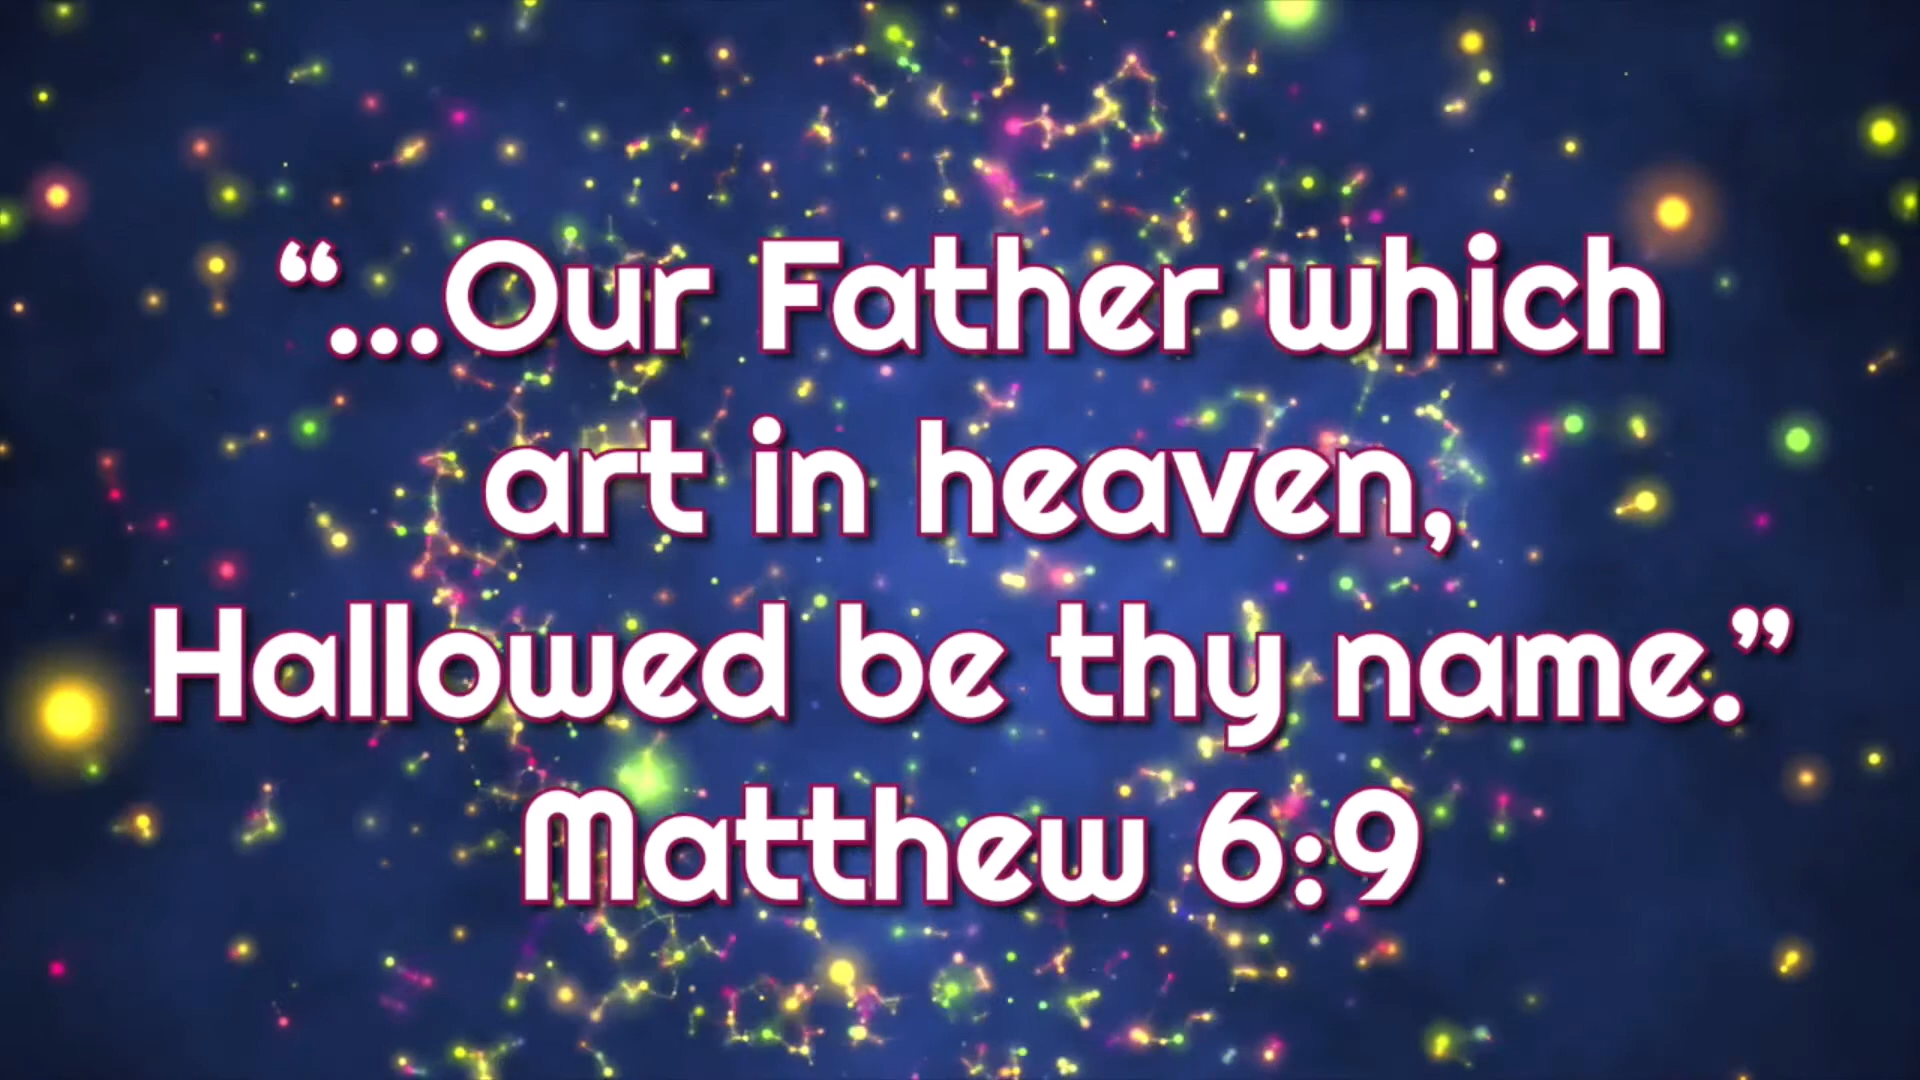 “...Our Father which
art in heaven,
Hallowed be thy name.”
Matthew 6:9